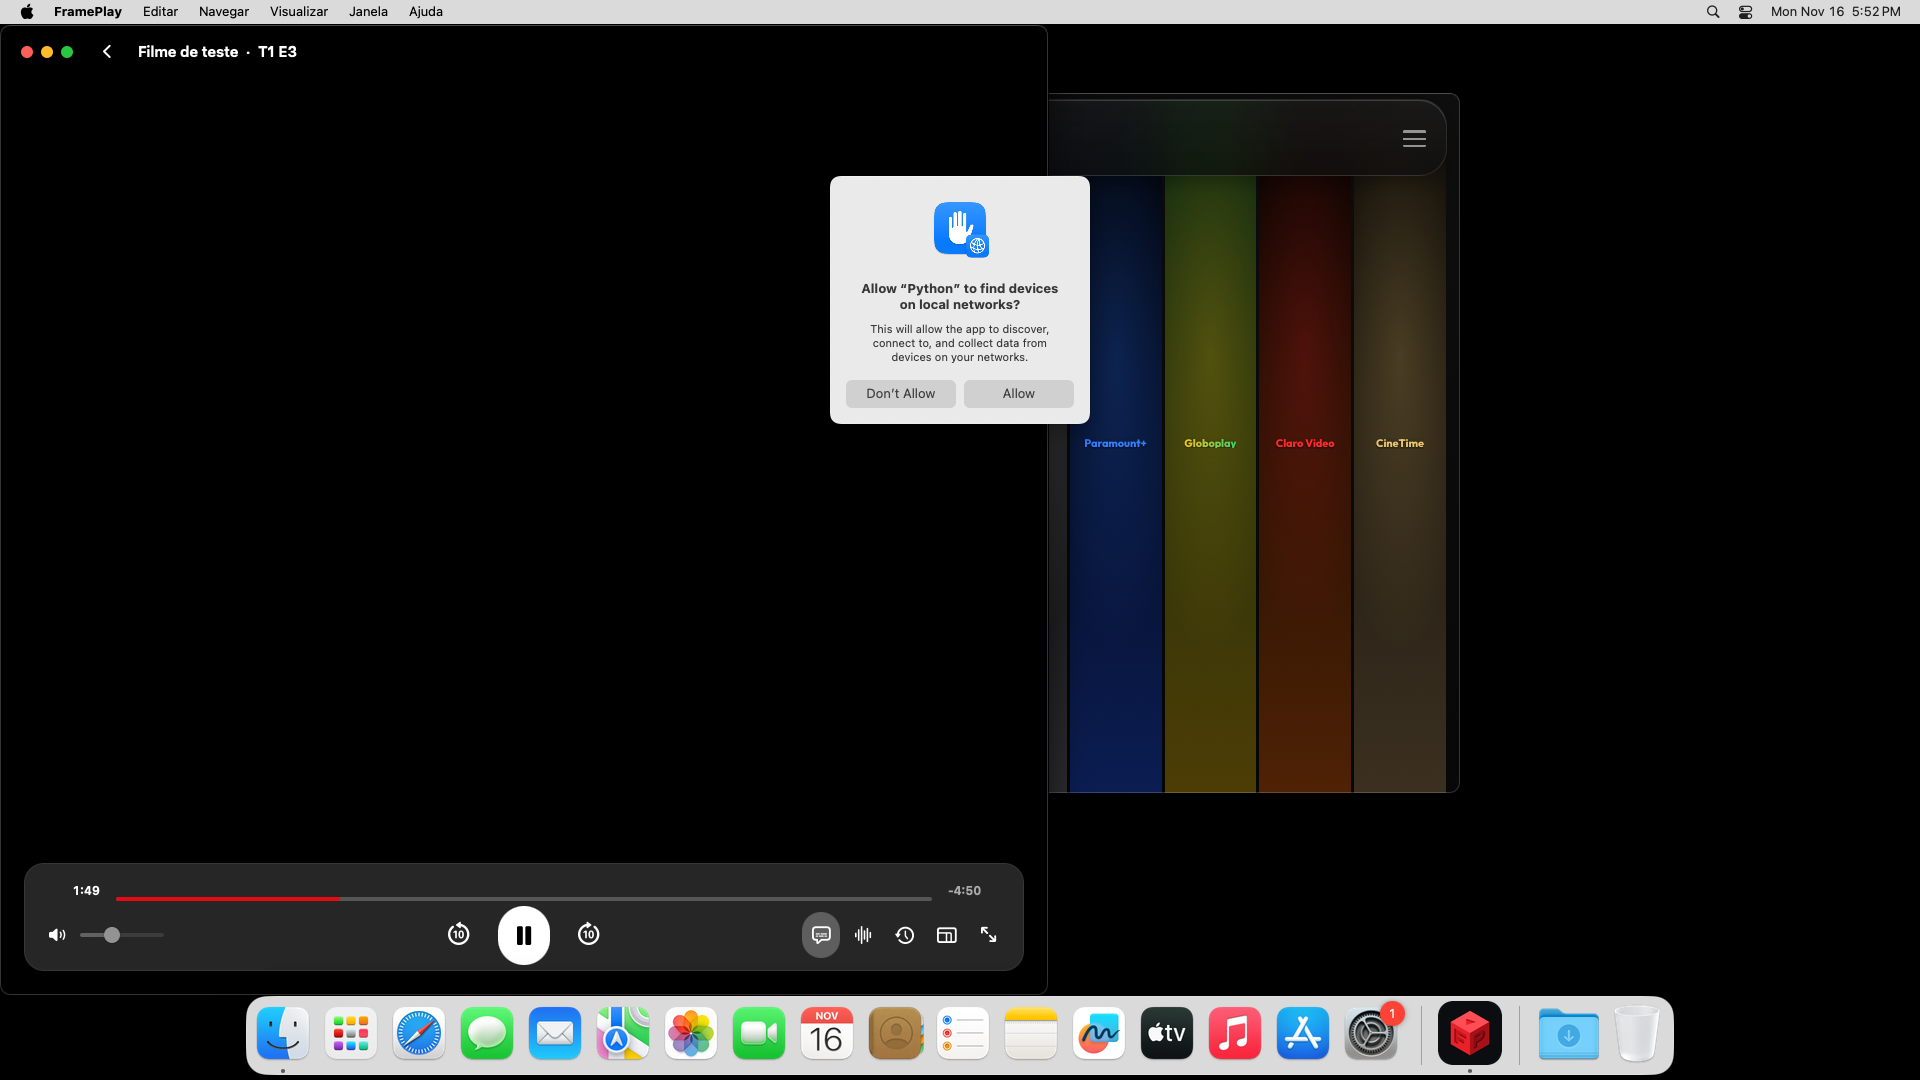 FramePlay Editar Navegar Visualizar Janela Ajuda Mon Nov 16 5:52 PM
Filme de teste · T1 E3
Allow “Python” to find devices
on local networks?
This will allow the app to discover,
connect to, and collect data from
devices on your networks.
Don’t Allow Allow
Paramount+ Globoplay Claro Video CineTime
1:49 -4:50
10 10
NOV
16
tv
1